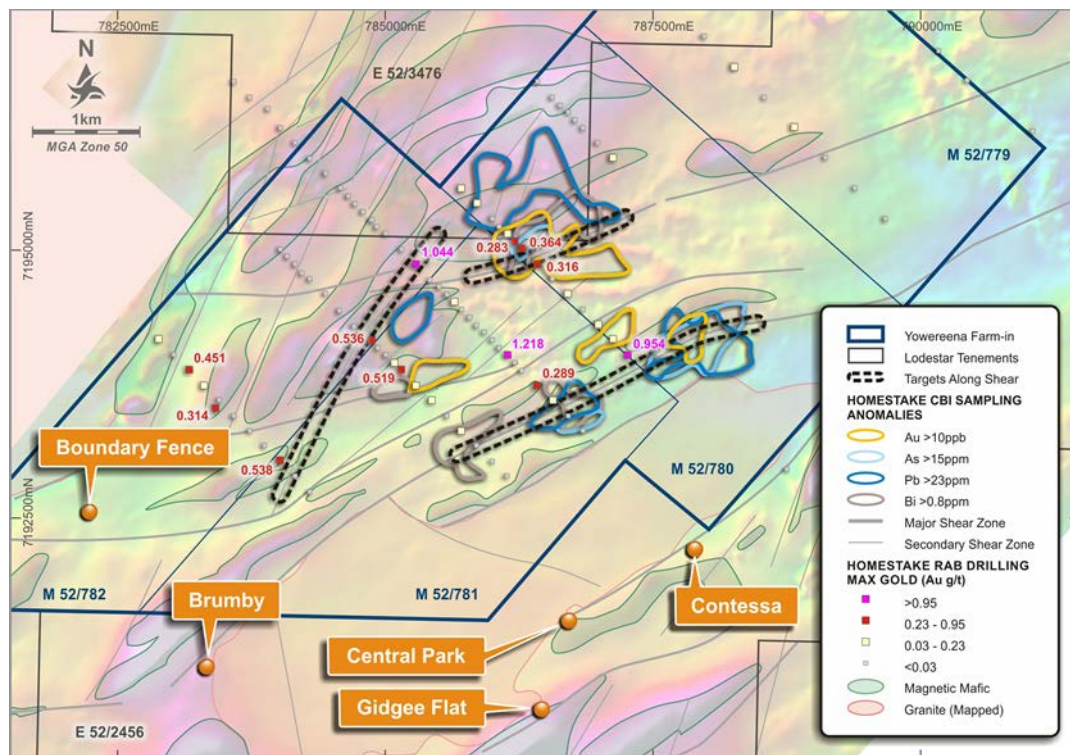 782500mE
785000mE
787500mE
790000mE
N
1km
MGA Zone 50
E 52/3476
M 52/779
7195000mN
1.044
0.283
0.364
0.316
0.536
1.218
0.954
0.451
0.519
0.289
0.314
0.538
Boundary Fence
M 52/780
7192500mN
M 52/782
Brumby
M 52/781
Contessa
Central Park
Gidgee Flat
E 52/2456
Yowereena Farm-in
Lodestar Tenements
Targets Along Shear
HOMESTAKE CBI SAMPLING
ANOMALIES
Au >10ppb
As >15ppm
Pb >23ppm
Bi >0.8ppm
Major Shear Zone
Secondary Shear Zone
HOMESTAKE RAB DRILLING
MAX GOLD (Au g/t)
>0.95
0.23 - 0.95
0.03 - 0.23
<0.03
Magnetic Mafic
Granite (Mapped)